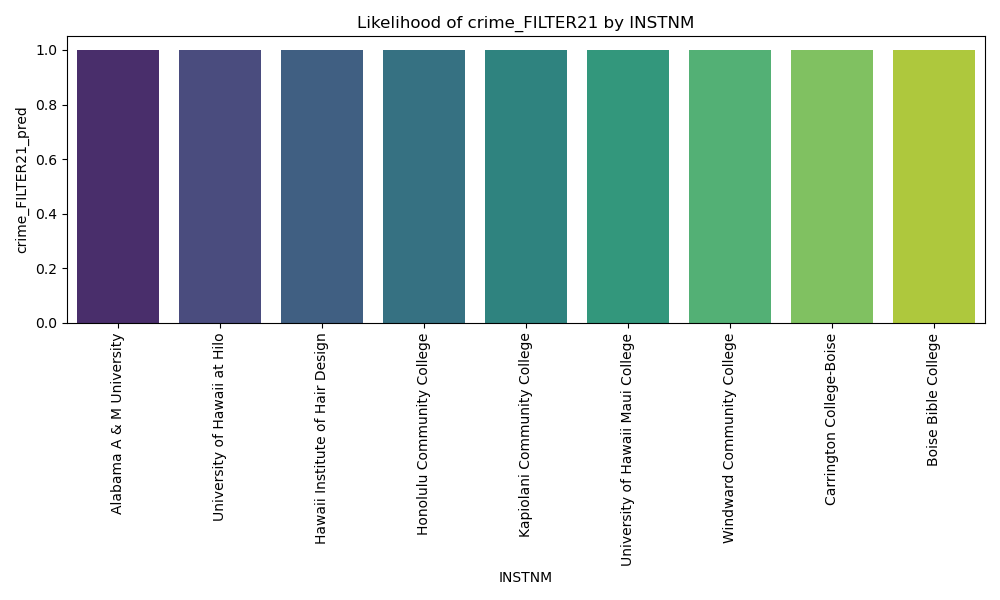 Likelihood of crime_FILTER21 by INSTNM
crime_FILTER21_pred
1.0
0.8
0.6
0.4
0.2
0.0
Alabama A & M University
University of Hawaii at Hilo
Hawaii Institute of Hair Design
Honolulu Community College
Kapiolani Community College
University of Hawaii Maui College
Windward Community College
Carrington College-Boise
Boise Bible College
INSTNM